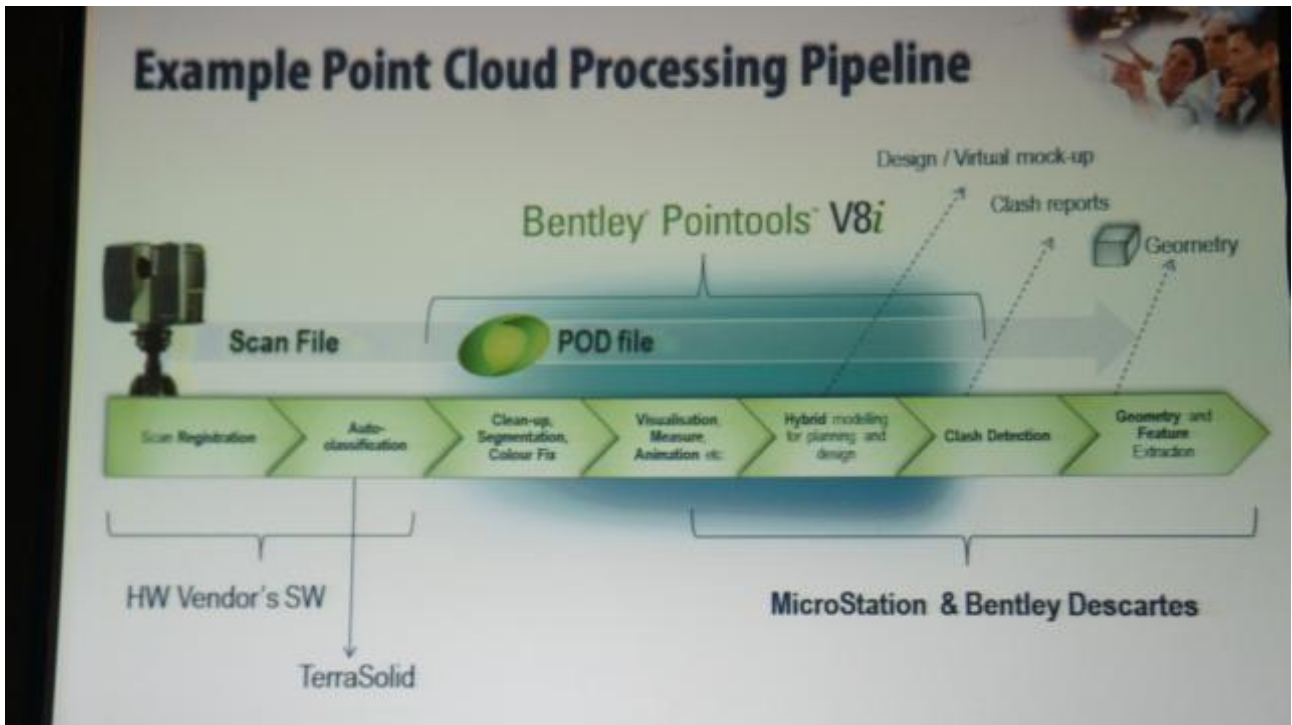 Example Point Cloud Processing Pipeline
Design / Virtual mock-up
Clash reports
Bentley Pointools™ V8i
Geometry
Scan File
POD file
Scan Registration
Auto-
classification
Clean-up,
Segmentation,
Colour Fix
Visualisation,
Measure,
Animation etc
Hybrid modelling
for planning and
design
Clash Detection
Geometry and
Feature
Extraction
HW Vendor's SW
MicroStation & Bentley Descartes
TerraSolid